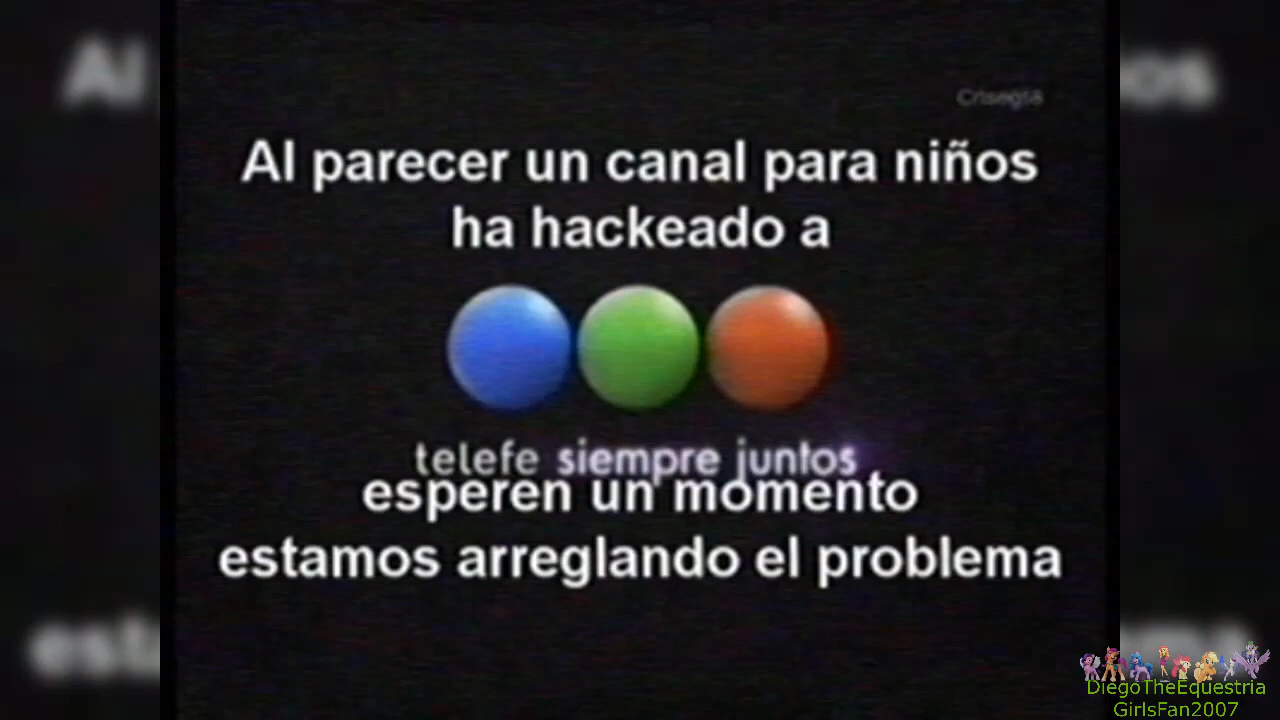 Al parecer un canal para niños
ha hackeado a
telefe siempre juntos
esperen un momento
estamos arreglando el problema
DiegoTheEquestria
GirlsFan2007